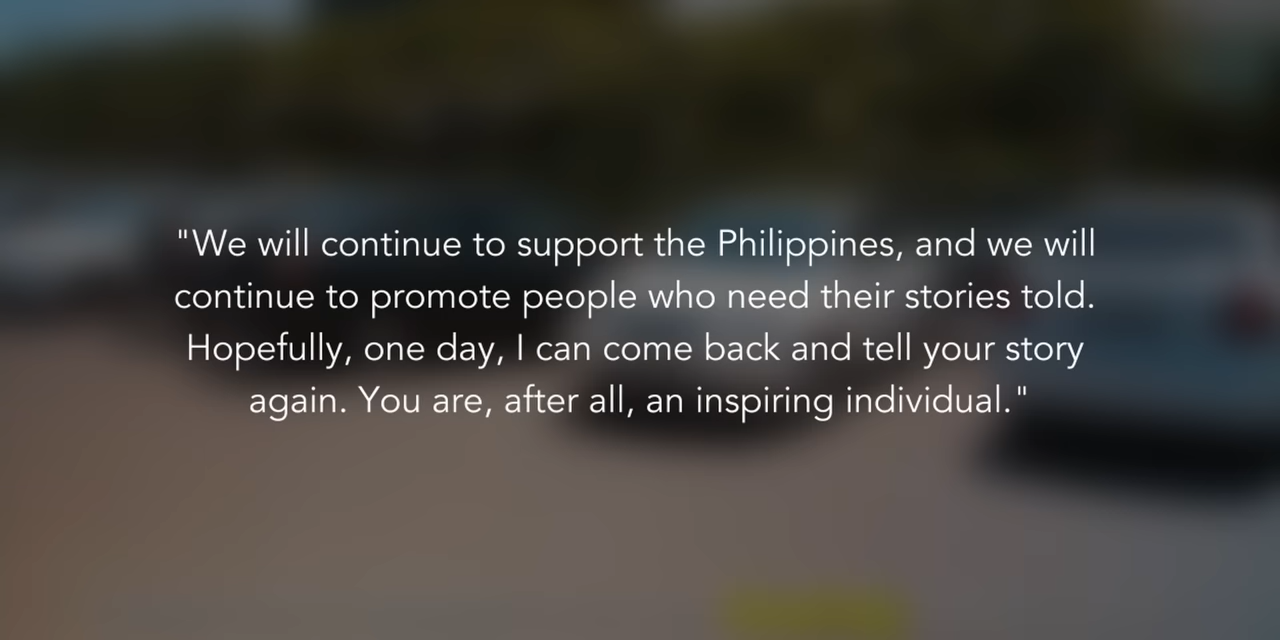 "We will continue to support the Philippines, and we will
continue to promote people who need their stories told.
Hopefully, one day, I can come back and tell your story
again. You are, after all, an inspiring individual."